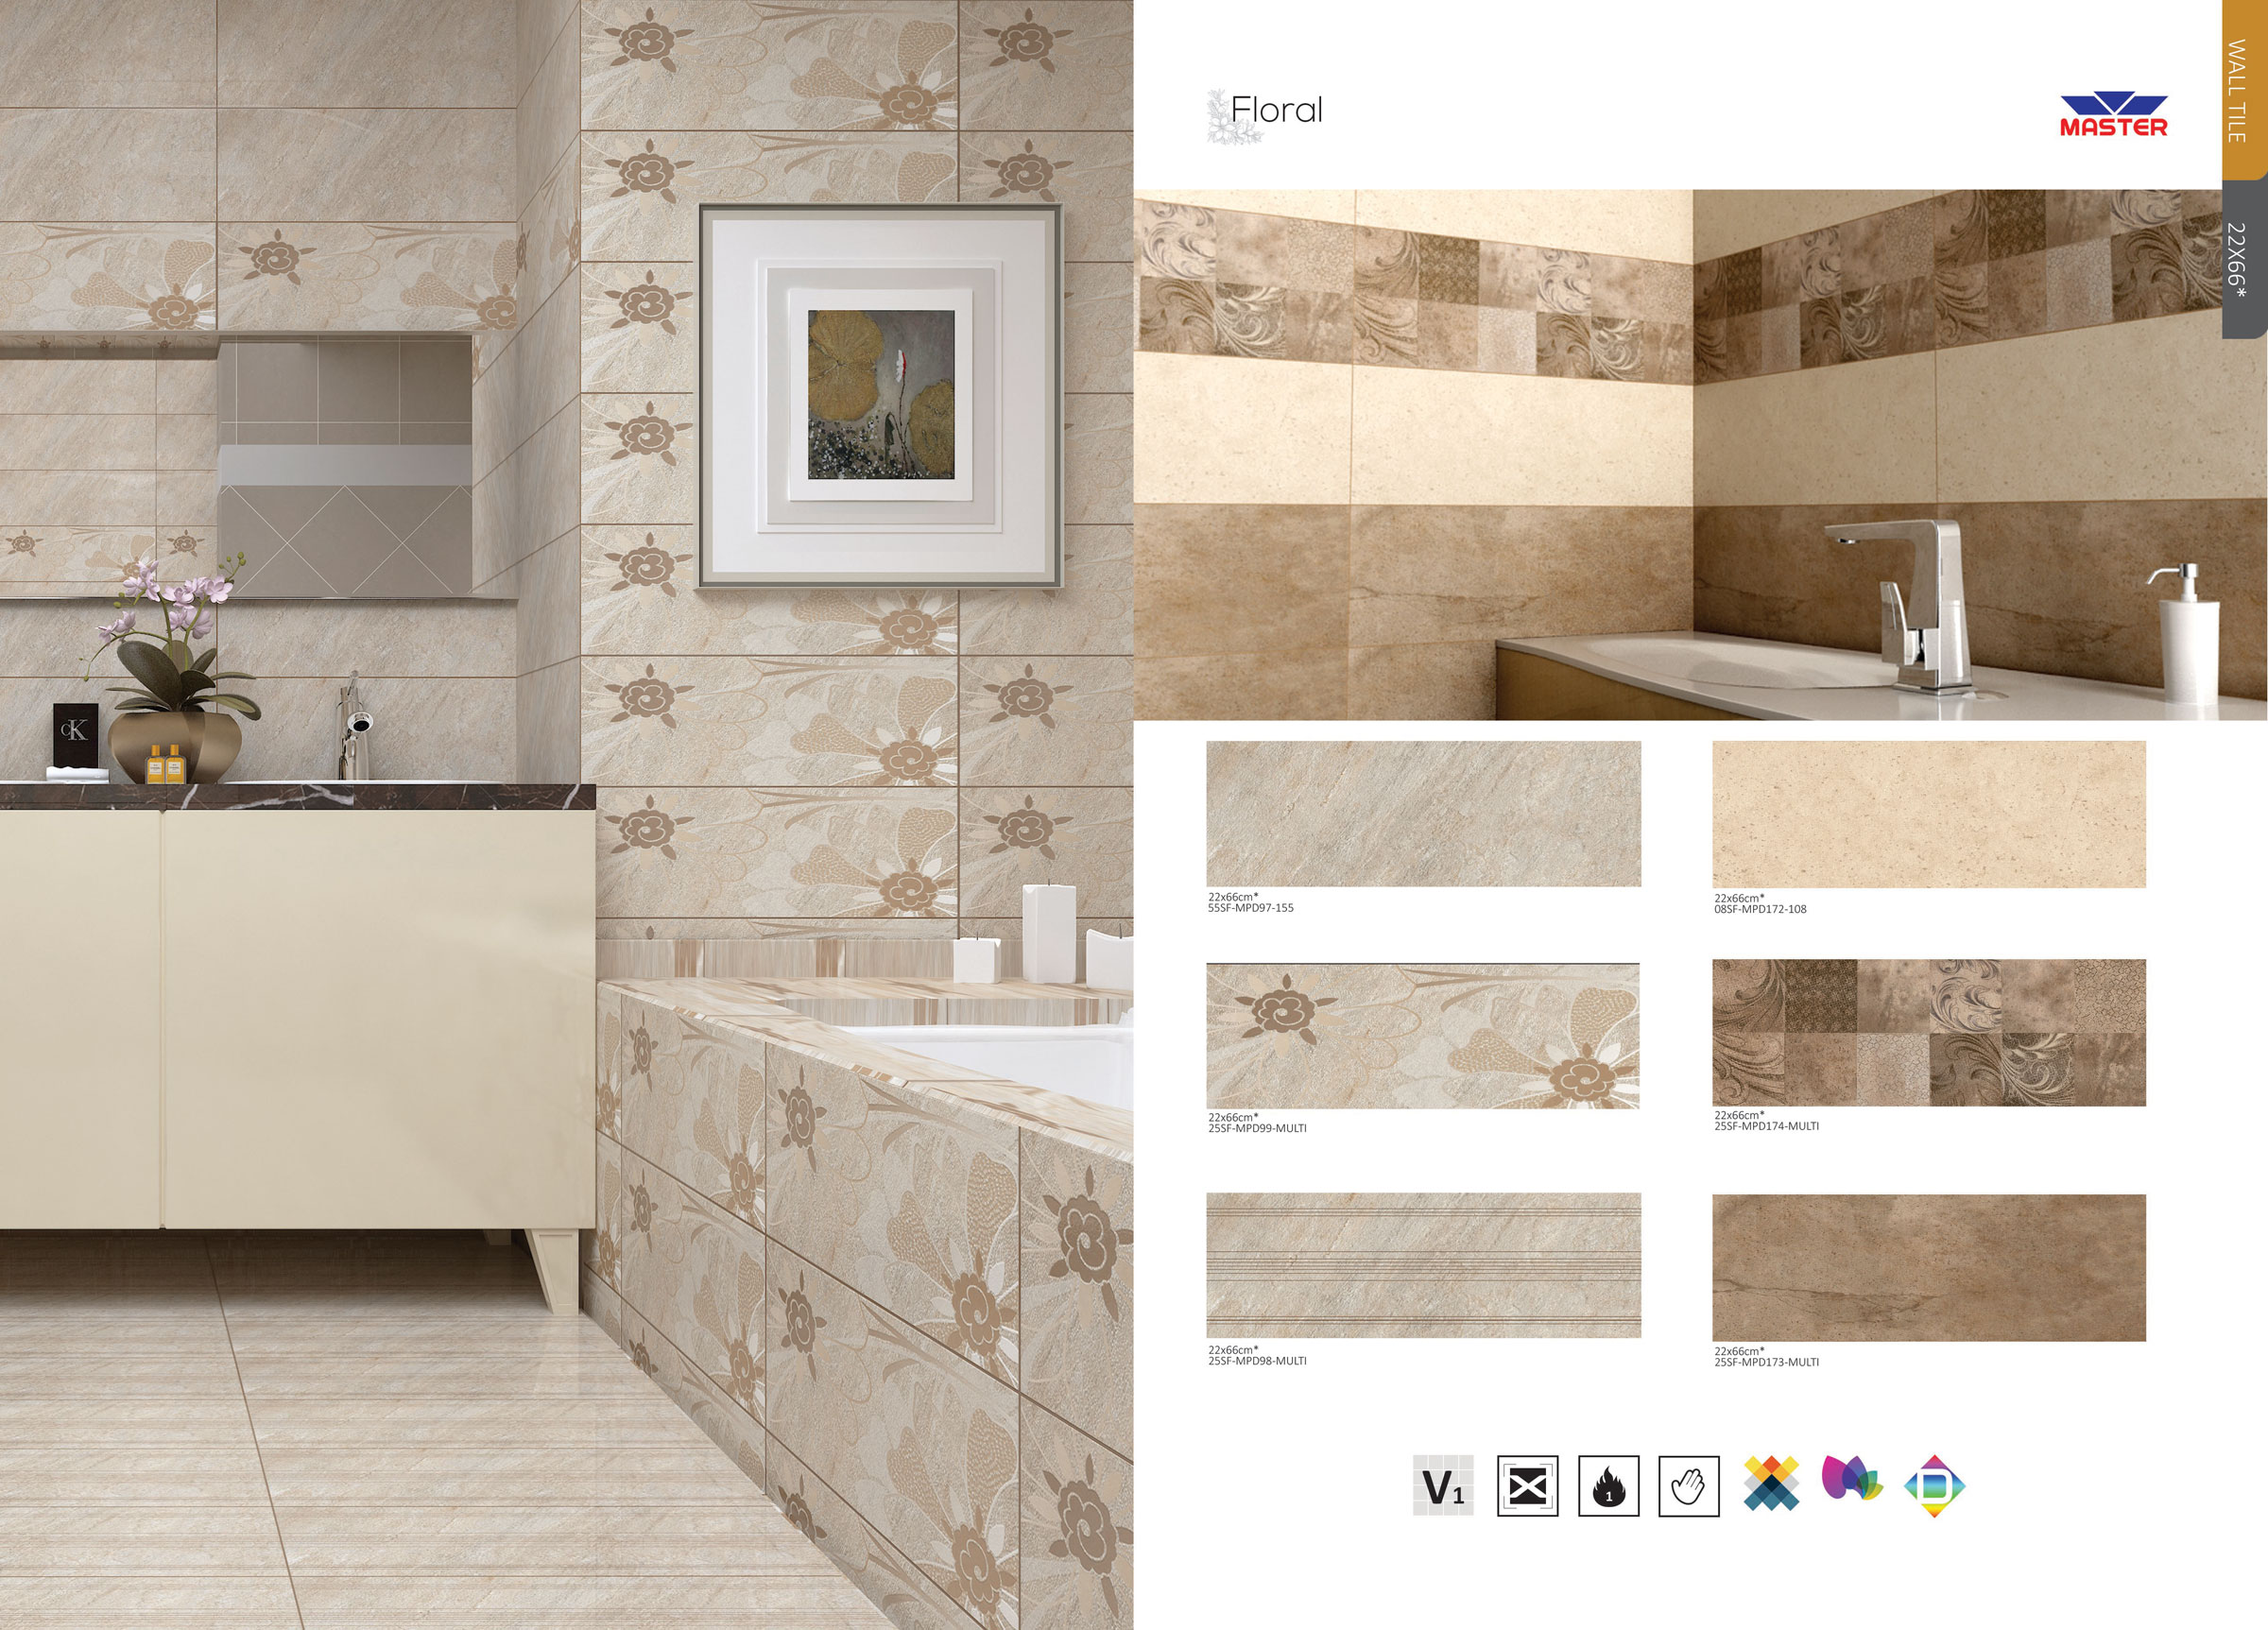 cK
Floral
MASTER
WALL TILE
22X66*
22x66cm*
55SF-MPD97-155
22x66cm*
08SF-MPD172-108
22x66cm*
25SF-MPD99-MULTI
22x66cm*
25SF-MPD174-MULTI
22x66cm*
25SF-MPD98-MULTI
22x66cm*
25SF-MPD173-MULTI
V1
1
D